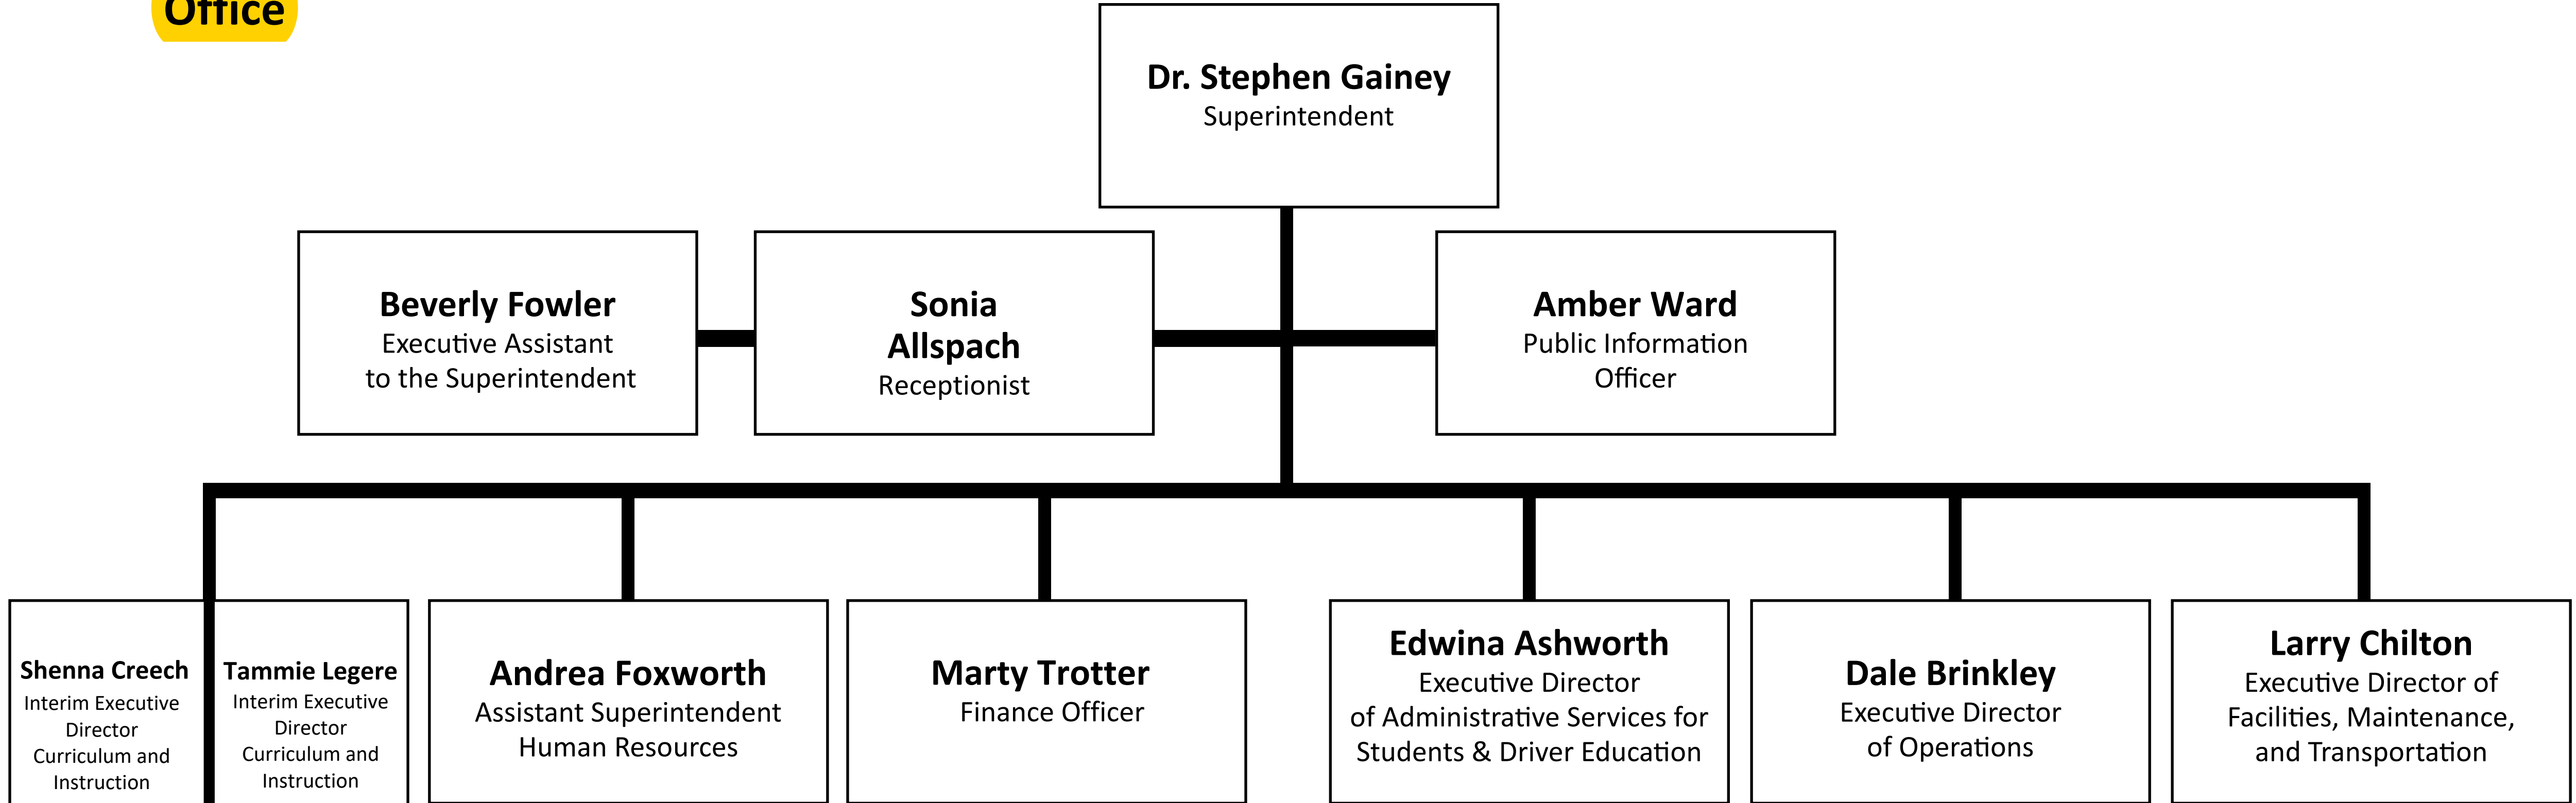 Office
Dr. Stephen Gainey
Superintendent
Beverly Fowler
Executive Assistant
to the Superintendent
Sonia
Allspach
Receptionist
Amber Ward
Public Information
Officer
Shenna Creech
Interim Executive
Director
Curriculum and
Instruction
Tammie Legere
Interim Executive
Director
Curriculum and
Instruction
Andrea Foxworth
Assistant Superintendent
Human Resources
Marty Trotter
Finance Officer
Edwina Ashworth
Executive Director
of Administrative Services for
Students & Driver Education
Dale Brinkley
Executive Director
of Operations
Larry Chilton
Executive Director of
Facilities, Maintenance,
and Transportation